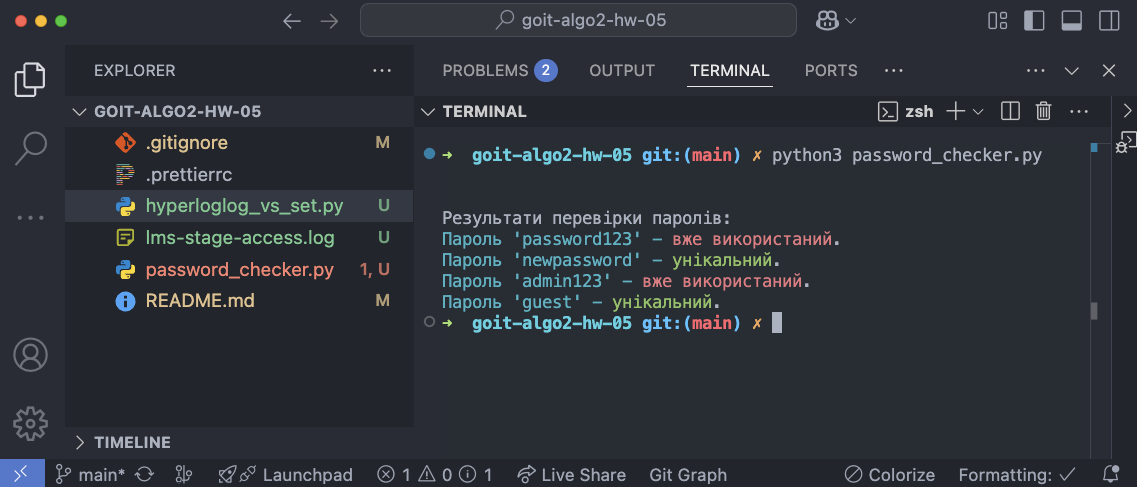 goit-algo2-hw-05
EXPLORER
GOIT-ALGO2-HW-05
.gitignore M
.prettierrc
hyperloglog_vs_set.py U
lms-stage-access.log U
password_checker.py 1, U
README.md M
TIMELINE
PROBLEMS 2 OUTPUT TERMINAL PORTS
TERMINAL
zsh
➜ goit-algo2-hw-05 git:(main) ✗ python3 password_checker.py
Результати перевірки паролів:
Пароль 'password123' – вже використаний.
Пароль 'newpassword' – унікальний.
Пароль 'admin123' – вже використаний.
Пароль 'guest' – унікальний.
➜ goit-algo2-hw-05 git:(main) ✗
main* Launchpad 1 0 1 Live Share Git Graph Colorize Formatting: ✓